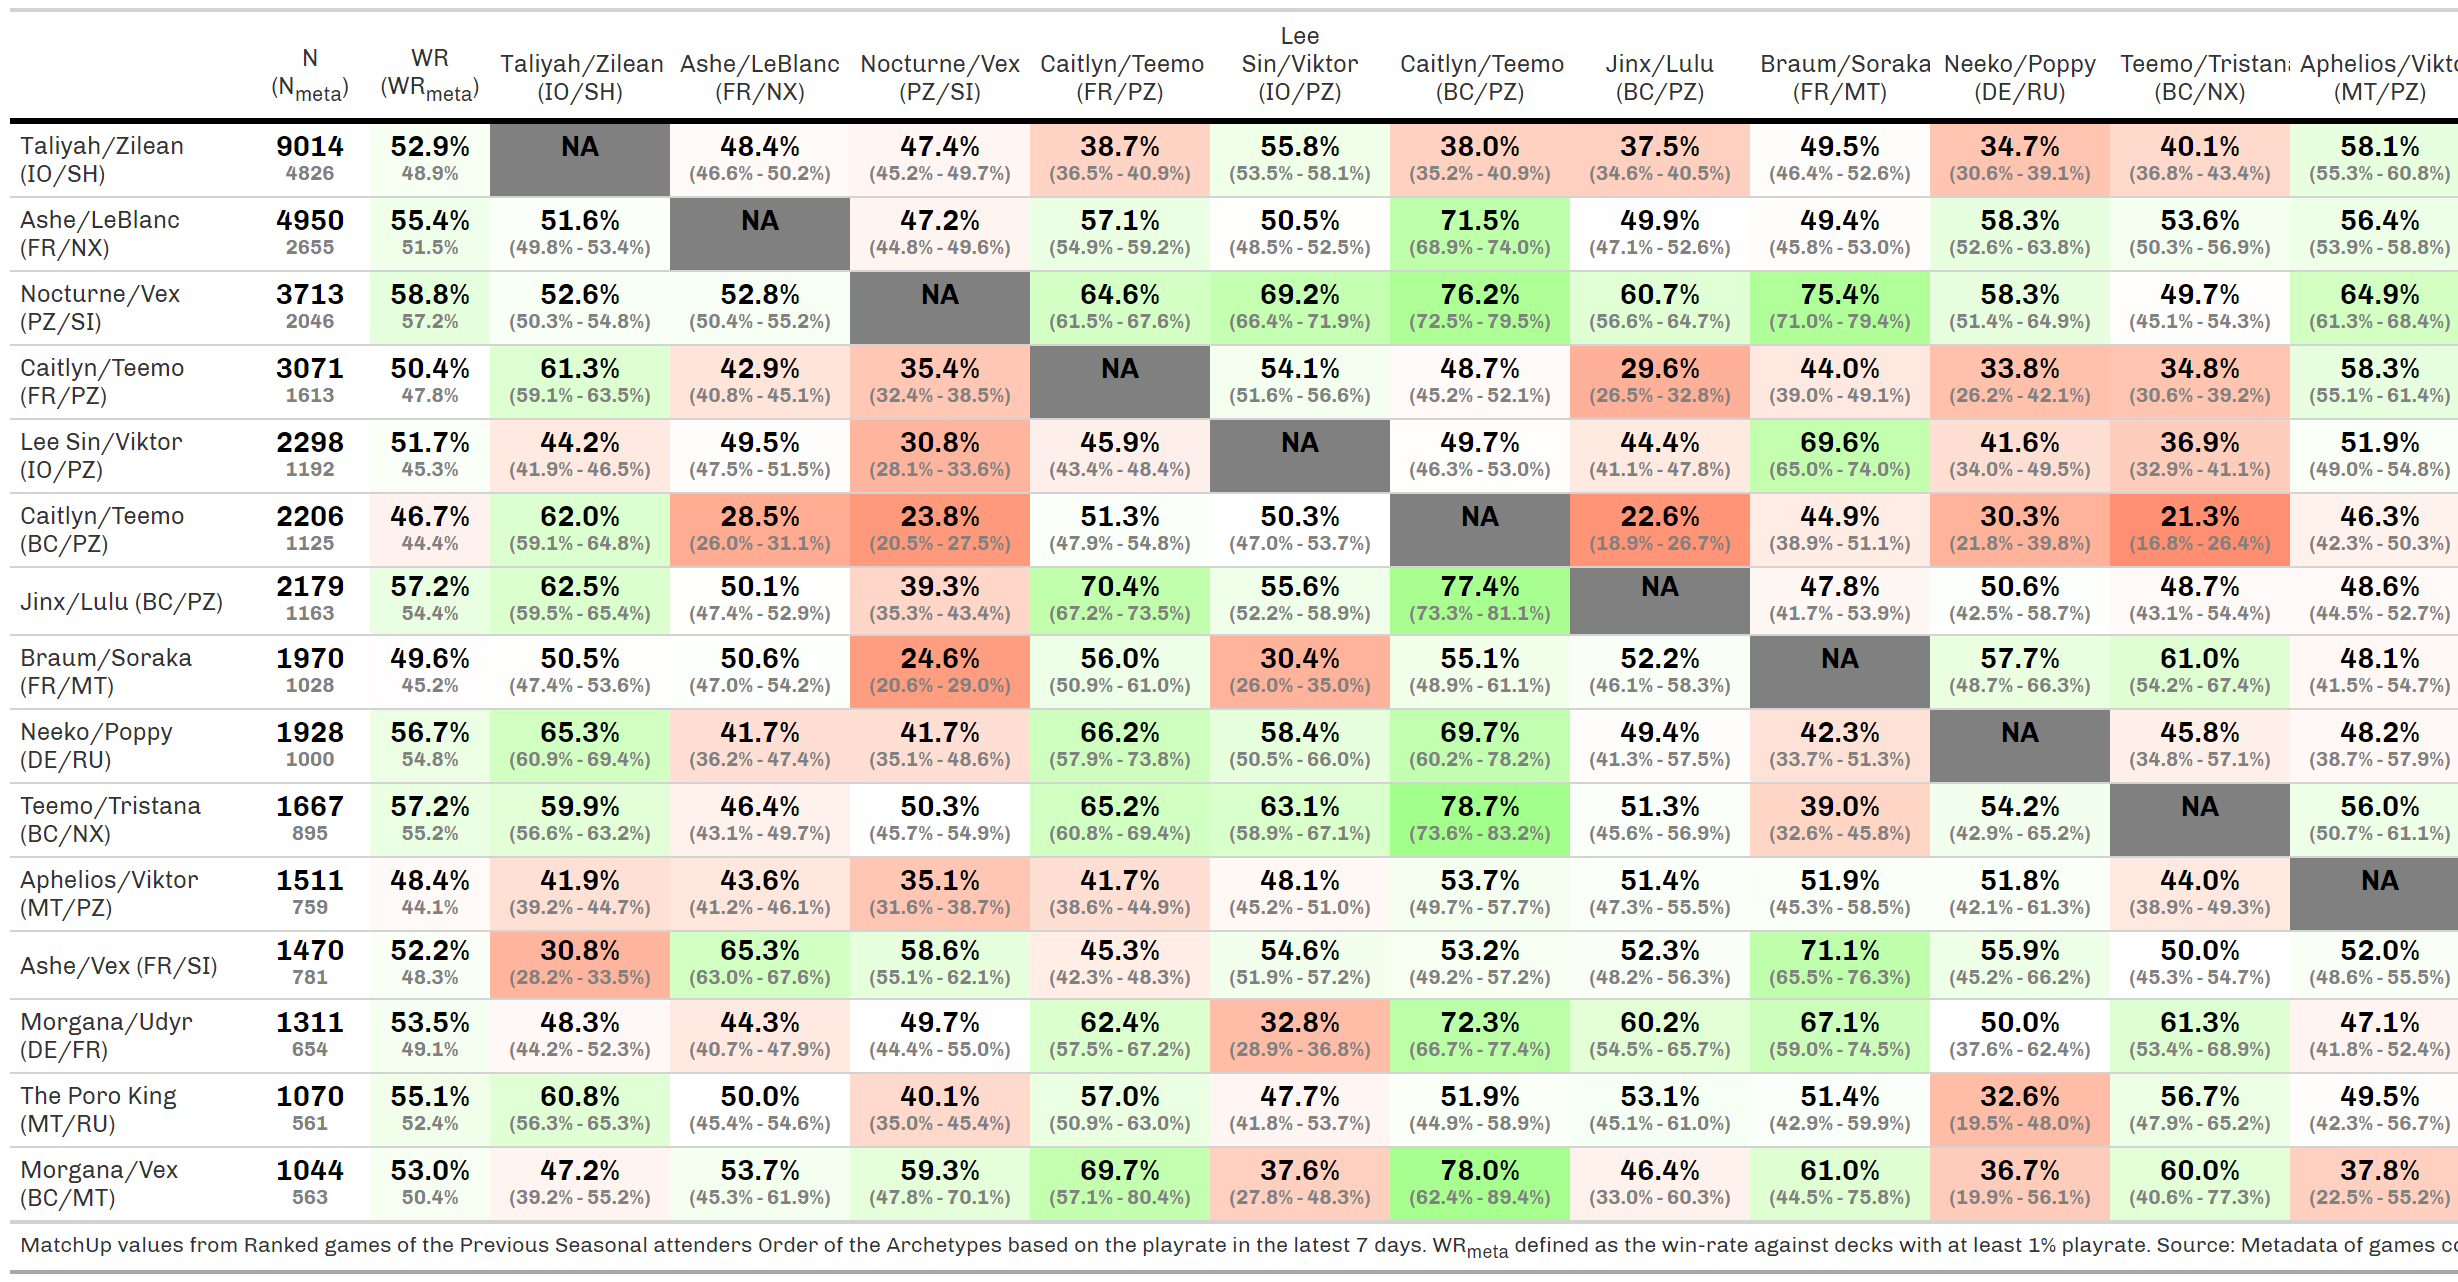 N (N_meta) WR (WR_meta) Taliyah/Zilean (IO/SH) Ashe/LeBlanc (FR/NX) Nocturne/Vex (PZ/SI) Caitlyn/Teemo (FR/PZ) Lee Sin/Viktor (IO/PZ) Caitlyn/Teemo (BC/PZ) Jinx/Lulu (BC/PZ) Braum/Soraka (FR/MT) Neeko/Poppy (DE/RU) Teemo/Tristana (BC/NX) Aphelios/Vikto (MT/PZ)
Taliyah/Zilean 9014 52.9% NA 48.4% 47.4% 38.7% 55.8% 38.0% 37.5% 49.5% 34.7% 40.1% 58.1%
(IO/SH) 4826 48.9% (46.6% - 50.2%) (45.2% - 49.7%) (36.5% - 40.9%) (53.5% - 58.1%) (35.2% - 40.9%) (34.6% - 40.5%) (46.4% - 52.6%) (30.6% - 39.1%) (36.8% - 43.4%) (55.3% - 60.8%)
Ashe/LeBlanc 4950 55.4% 51.6% NA 47.2% 57.1% 50.5% 71.5% 49.9% 49.4% 58.3% 53.6% 56.4%
(FR/NX) 2655 51.5% (49.8% - 53.4%) (44.8% - 49.6%) (54.9% - 59.2%) (48.5% - 52.5%) (68.9% - 74.0%) (47.1% - 52.6%) (45.8% - 53.0%) (52.6% - 63.8%) (50.3% - 56.9%) (53.9% - 58.8%)
Nocturne/Vex 3713 58.8% 52.6% 52.8% NA 64.6% 69.2% 76.2% 60.7% 75.4% 58.3% 49.7% 64.9%
(PZ/SI) 2046 57.2% (50.3% - 54.8%) (50.4% - 55.2%) (61.5% - 67.6%) (66.4% - 71.9%) (72.5% - 79.5%) (56.6% - 64.7%) (71.0% - 79.4%) (51.4% - 64.9%) (45.1% - 54.3%) (61.3% - 68.4%)
Caitlyn/Teemo 3071 50.4% 61.3% 42.9% 35.4% NA 54.1% 48.7% 29.6% 44.0% 33.8% 34.8% 58.3%
(FR/PZ) 1613 47.8% (59.1% - 63.5%) (40.8% - 45.1%) (32.4% - 38.5%) (51.6% - 56.6%) (45.2% - 52.1%) (26.5% - 32.8%) (39.0% - 49.1%) (26.2% - 42.1%) (30.6% - 39.2%) (55.1% - 61.4%)
Lee Sin/Viktor 2298 51.7% 44.2% 49.5% 30.8% 45.9% NA 49.7% 44.4% 69.6% 41.6% 36.9% 51.9%
(IO/PZ) 1192 45.3% (41.9% - 46.5%) (47.5% - 51.5%) (28.1% - 33.6%) (43.4% - 48.4%) (46.3% - 53.0%) (41.1% - 47.8%) (65.0% - 74.0%) (34.0% - 49.5%) (32.9% - 41.1%) (49.0% - 54.8%)
Caitlyn/Teemo 2206 46.7% 62.0% 28.5% 23.8% 51.3% 50.3% NA 22.6% 44.9% 30.3% 21.3% 46.3%
(BC/PZ) 1125 44.4% (59.1% - 64.8%) (26.0% - 31.1%) (20.5% - 27.5%) (47.9% - 54.8%) (47.0% - 53.7%) (18.9% - 26.7%) (38.9% - 51.1%) (21.8% - 39.8%) (16.8% - 26.4%) (42.3% - 50.3%)
Jinx/Lulu (BC/PZ) 2179 57.2% 62.5% 50.1% 39.3% 70.4% 55.6% 77.4% NA 47.8% 50.6% 48.7% 48.6%
1163 54.4% (59.5% - 65.4%) (47.4% - 52.9%) (35.3% - 43.4%) (67.2% - 73.5%) (52.2% - 58.9%) (73.3% - 81.1%) (41.7% - 53.9%) (42.5% - 58.7%) (43.1% - 54.4%) (44.5% - 52.7%)
Braum/Soraka 1970 49.6% 50.5% 50.6% 24.6% 56.0% 30.4% 55.1% 52.2% NA 57.7% 61.0% 48.1%
(FR/MT) 1028 45.2% (47.4% - 53.6%) (47.0% - 54.2%) (20.6% - 29.0%) (50.9% - 61.0%) (26.0% - 35.0%) (48.9% - 61.1%) (46.1% - 58.3%) (48.7% - 66.3%) (54.2% - 67.4%) (41.5% - 54.7%)
Neeko/Poppy 1928 56.7% 65.3% 41.7% 41.7% 66.2% 58.4% 69.7% 49.4% 42.3% NA 45.8% 48.2%
(DE/RU) 1000 54.8% (60.9% - 69.4%) (36.2% - 47.4%) (35.1% - 48.6%) (57.9% - 73.8%) (50.5% - 66.0%) (60.2% - 78.2%) (41.3% - 57.5%) (33.7% - 51.3%) (34.8% - 57.1%) (38.7% - 57.9%)
Teemo/Tristana 1667 57.2% 59.9% 46.4% 50.3% 65.2% 63.1% 78.7% 51.3% 39.0% 54.2% NA 56.0%
(BC/NX) 895 55.2% (56.6% - 63.2%) (43.1% - 49.7%) (45.7% - 54.9%) (60.8% - 69.4%) (58.9% - 67.1%) (73.6% - 83.2%) (45.6% - 56.9%) (32.6% - 45.8%) (42.9% - 65.2%) (50.7% - 61.1%)
Aphelios/Viktor 1511 48.4% 41.9% 43.6% 35.1% 41.7% 48.1% 53.7% 51.4% 51.9% 51.8% 44.0% NA
(MT/PZ) 759 44.1% (39.2% - 44.7%) (41.2% - 46.1%) (31.6% - 38.7%) (38.6% - 44.9%) (45.2% - 51.0%) (49.7% - 57.7%) (47.3% - 55.5%) (45.3% - 58.5%) (42.1% - 61.3%) (38.9% - 49.3%)
Ashe/Vex (FR/SI) 1470 52.2% 30.8% 65.3% 58.6% 45.3% 54.6% 53.2% 52.3% 71.1% 55.9% 50.0% 52.0%
781 48.3% (28.2% - 33.5%) (63.0% - 67.6%) (55.1% - 62.1%) (42.3% - 48.3%) (51.9% - 57.2%) (49.2% - 57.2%) (48.2% - 56.3%) (65.5% - 76.3%) (45.2% - 66.2%) (45.3% - 54.7%) (48.6% - 55.5%)
Morgana/Udyr 1311 53.5% 48.3% 44.3% 49.7% 62.4% 32.8% 72.3% 60.2% 67.1% 50.0% 61.3% 47.1%
(DE/FR) 654 49.1% (44.2% - 52.3%) (40.7% - 47.9%) (44.4% - 55.0%) (57.5% - 67.2%) (28.9% - 36.8%) (66.7% - 77.4%) (54.5% - 65.7%) (59.0% - 74.5%) (37.6% - 62.4%) (53.4% - 68.9%) (41.8% - 52.4%)
The Poro King 1070 55.1% 60.8% 50.0% 40.1% 57.0% 47.7% 51.9% 53.1% 51.4% 32.6% 56.7% 49.5%
(MT/RU) 561 52.4% (56.3% - 65.3%) (45.4% - 54.6%) (35.0% - 45.4%) (50.9% - 63.0%) (41.8% - 53.7%) (44.9% - 58.9%) (45.1% - 61.0%) (42.9% - 59.9%) (19.5% - 48.0%) (47.9% - 65.2%) (42.3% - 56.7%)
Morgana/Vex 1044 53.0% 47.2% 53.7% 59.3% 69.7% 37.6% 78.0% 46.4% 61.0% 36.7% 60.0% 37.8%
(BC/MT) 563 50.4% (39.2% - 55.2%) (45.3% - 61.9%) (47.8% - 70.1%) (57.1% - 80.4%) (27.8% - 48.3%) (62.4% - 89.4%) (33.0% - 60.3%) (44.5% - 75.8%) (19.9% - 56.1%) (40.6% - 77.3%) (22.5% - 55.2%)
MatchUp values from Ranked games of the Previous Seasonal attenders Order of the Archetypes based on the playrate in the latest 7 days. WR_meta defined as the win-rate against decks with at least 1% playrate. Source: Metadata of games